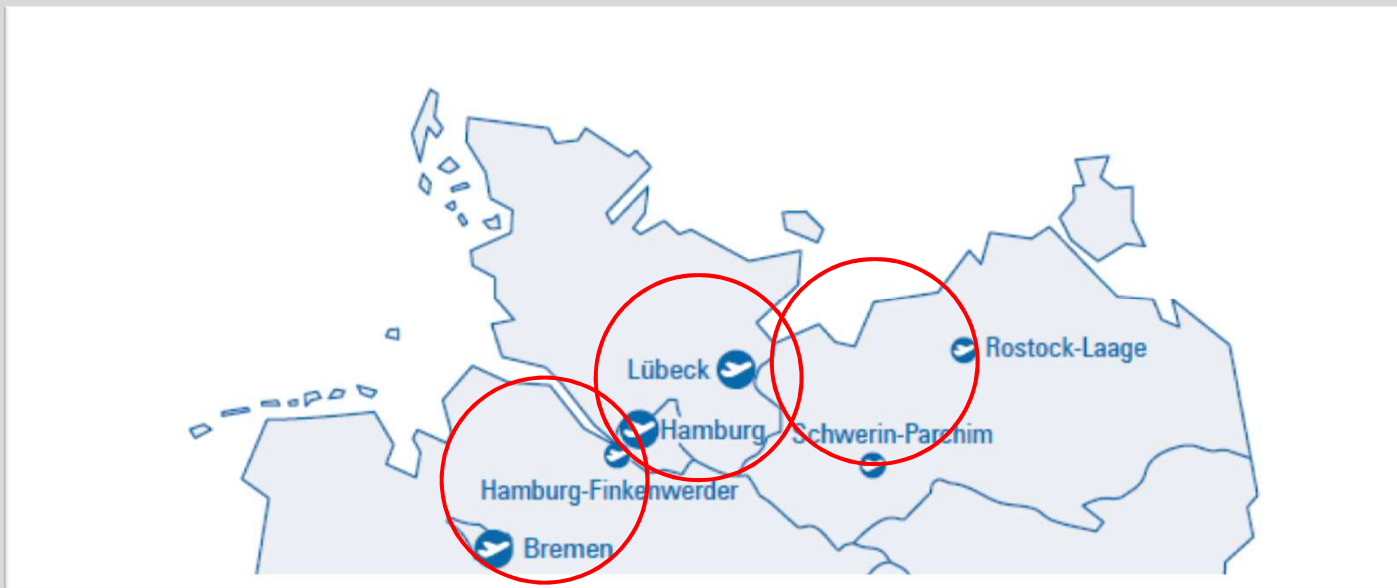 Rostock-Laage
Lübeck
Hamburg
Schwerin-Parchim
Hamburg-Finkenwerder
Bremen